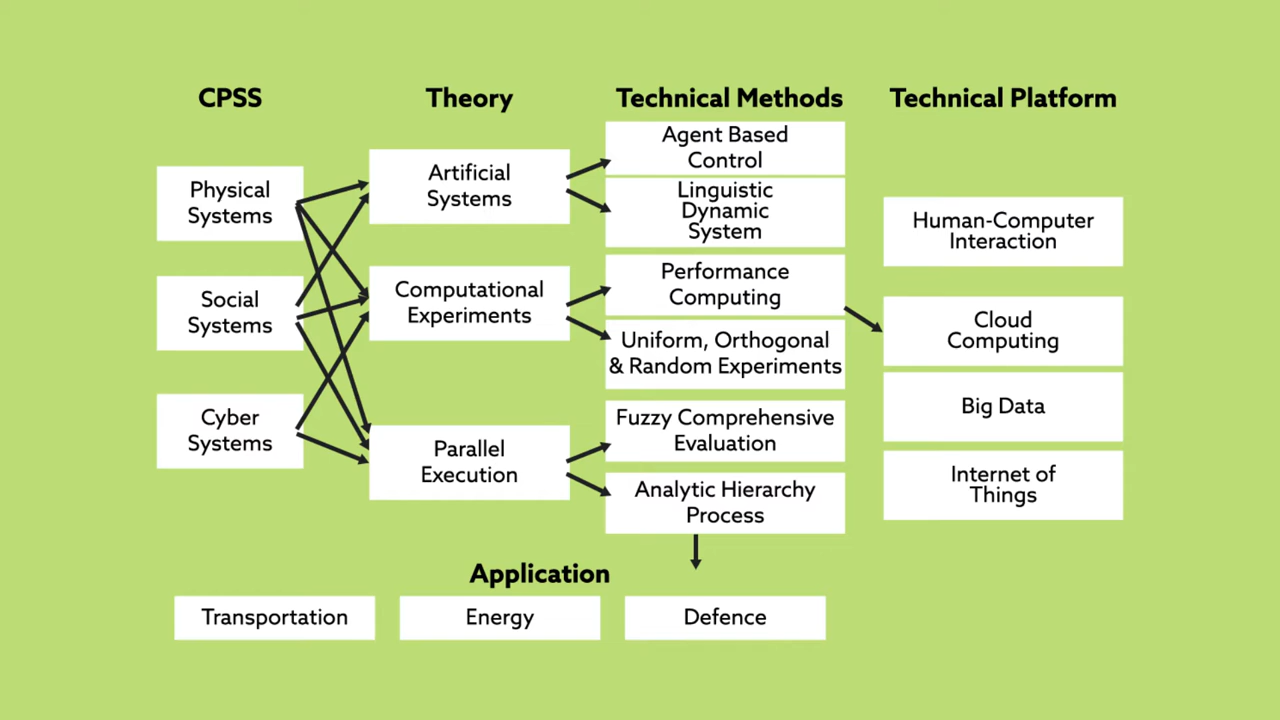 CPSS
Theory
Technical Methods
Technical Platform
Physical
Systems
Social
Systems
Cyber
Systems
Artificial
Systems
Computational
Experiments
Parallel
Execution
Agent Based
Control
Linguistic
Dynamic
System
Performance
Computing
Uniform, Orthogonal
& Random Experiments
Fuzzy Comprehensive
Evaluation
Analytic Hierarchy
Process
Human-Computer
Interaction
Cloud
Computing
Big Data
Internet of
Things
Application
Transportation
Energy
Defence